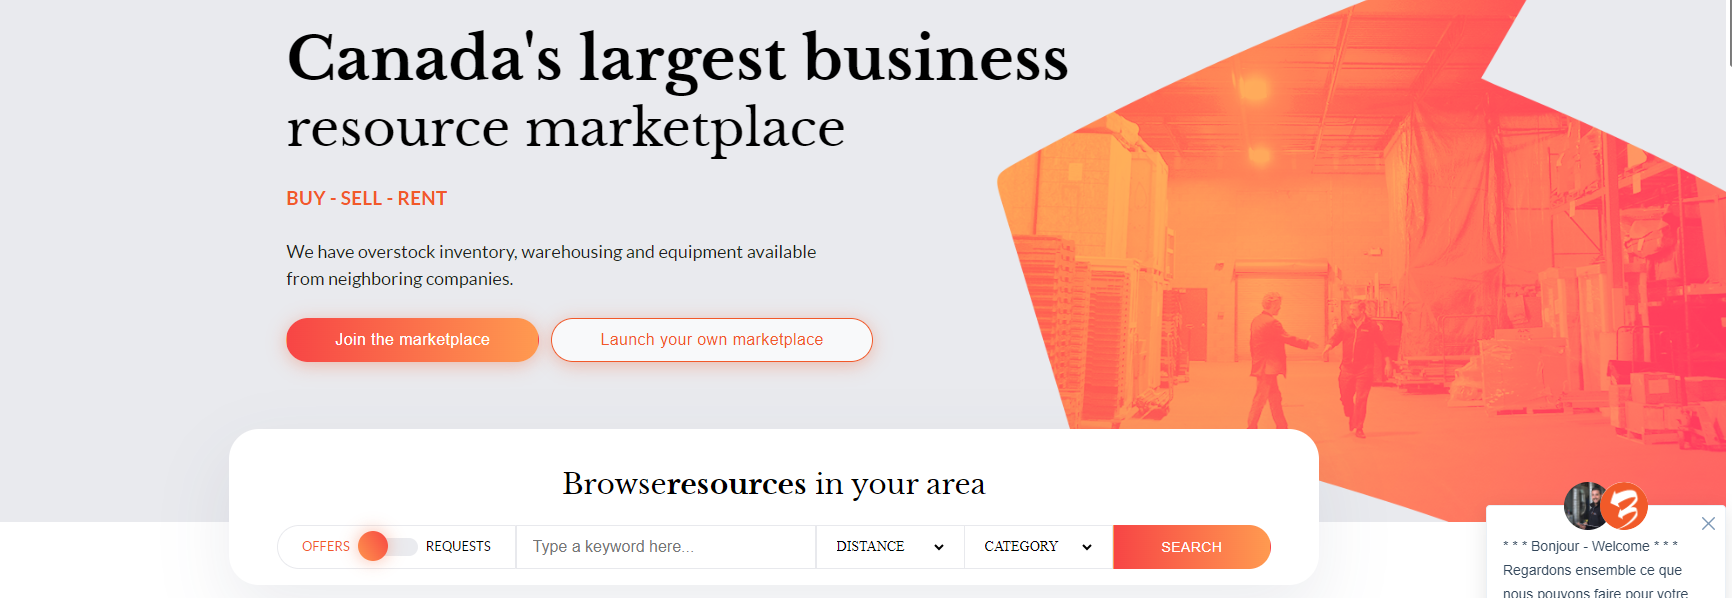 Canada's largest business
resource marketplace
BUY - SELL - RENT
We have overstock inventory, warehousing and equipment available
from neighboring companies.
Join the marketplace
Launch your own marketplace
Browseresources in your area
OFFERS
REQUESTS
Type a keyword here...
DISTANCE
CATEGORY
SEARCH
* * * Bonjour - Welcome * * *
Regardons ensemble ce que
nous pouvons faire pour votre